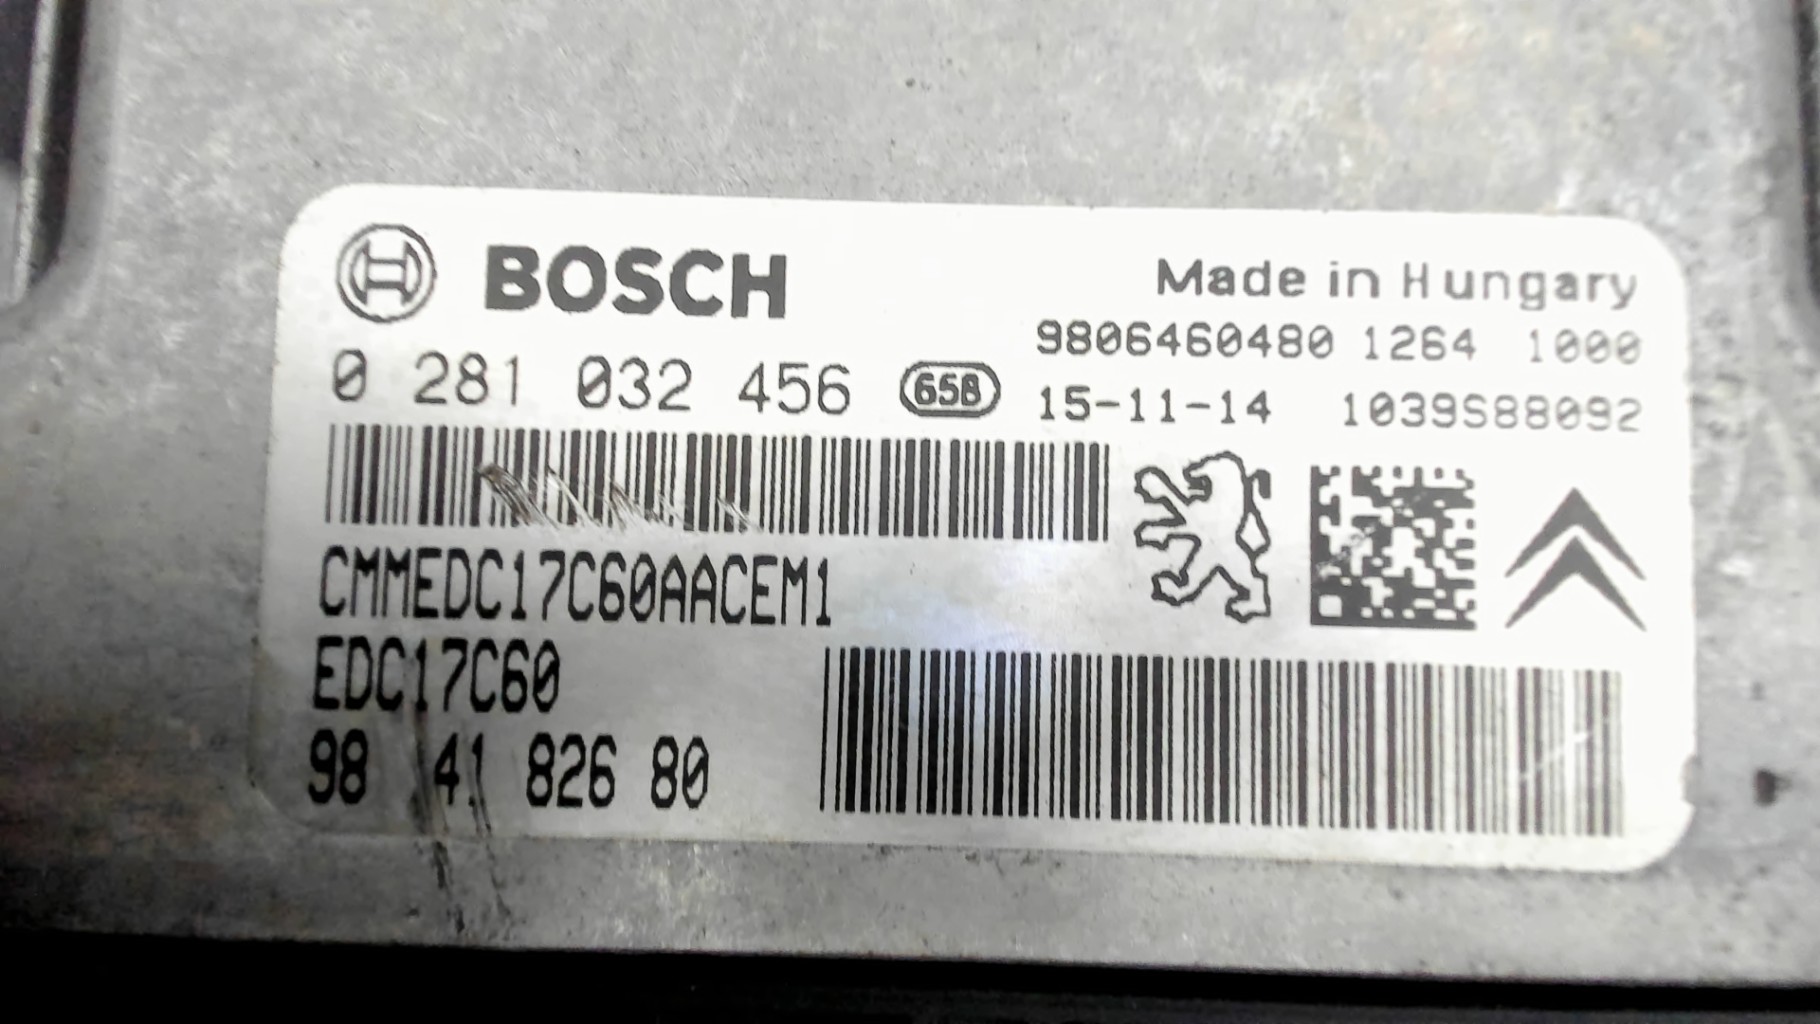 BOSCH
Made in Hungary
9806460480 1264 1000
0 281 032 456 65B 15-11-14 1039S88092
CMMEDC17C60AACEM1
EDC17C60
98 41 826 80